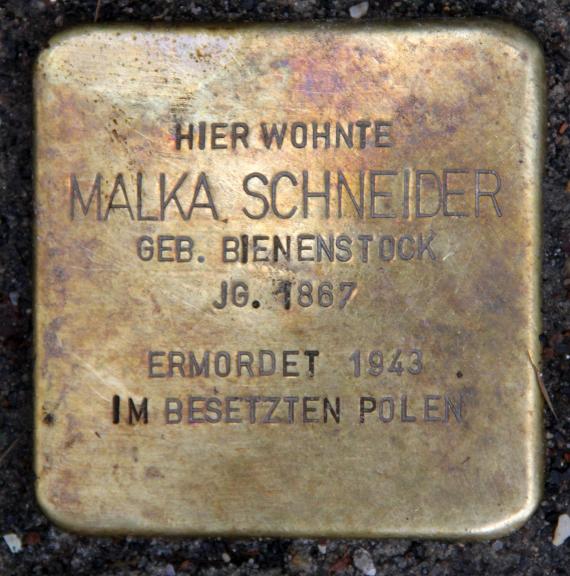 HIER WOHNTE
MALKA SCHNEIDER
GEB. BIENENSTOCK
JG. 1867
ERMORDET 1943
IM BESETZTEN POLEN